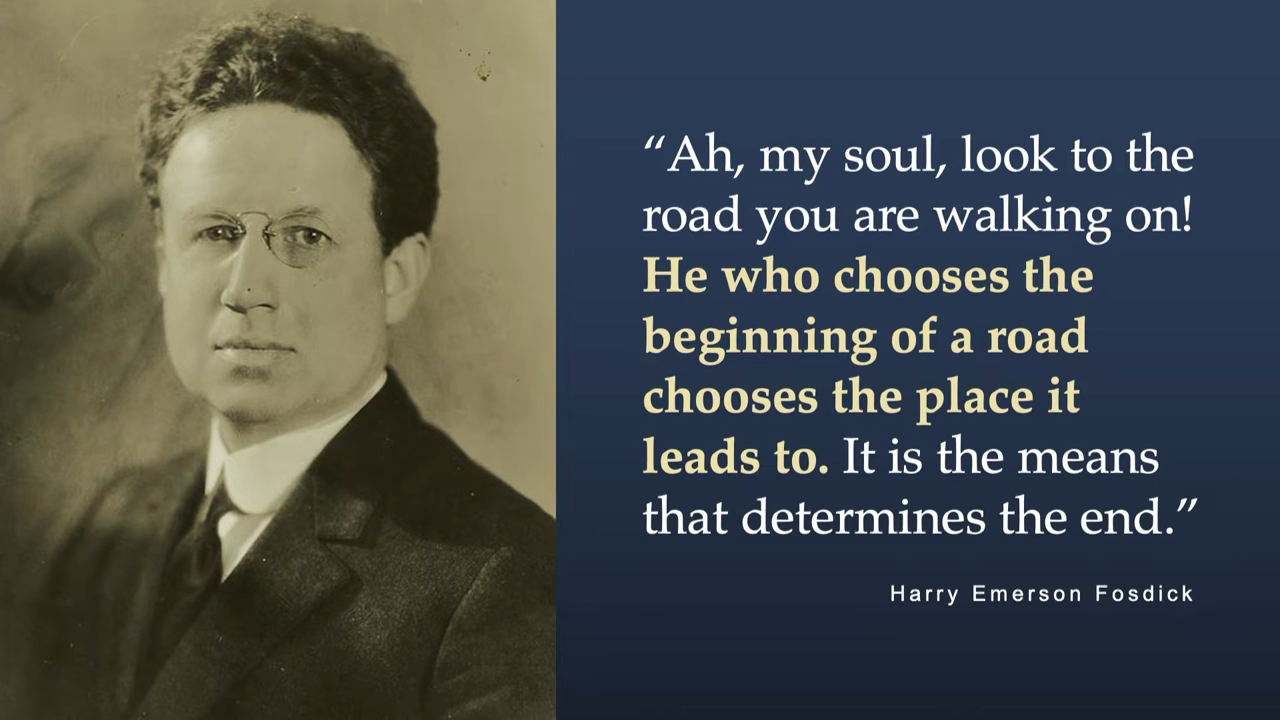 “Ah, my soul, look to the
road you are walking on!
He who chooses the
beginning of a road
chooses the place it
leads to. It is the means
that determines the end.”
Harry Emerson Fosdick